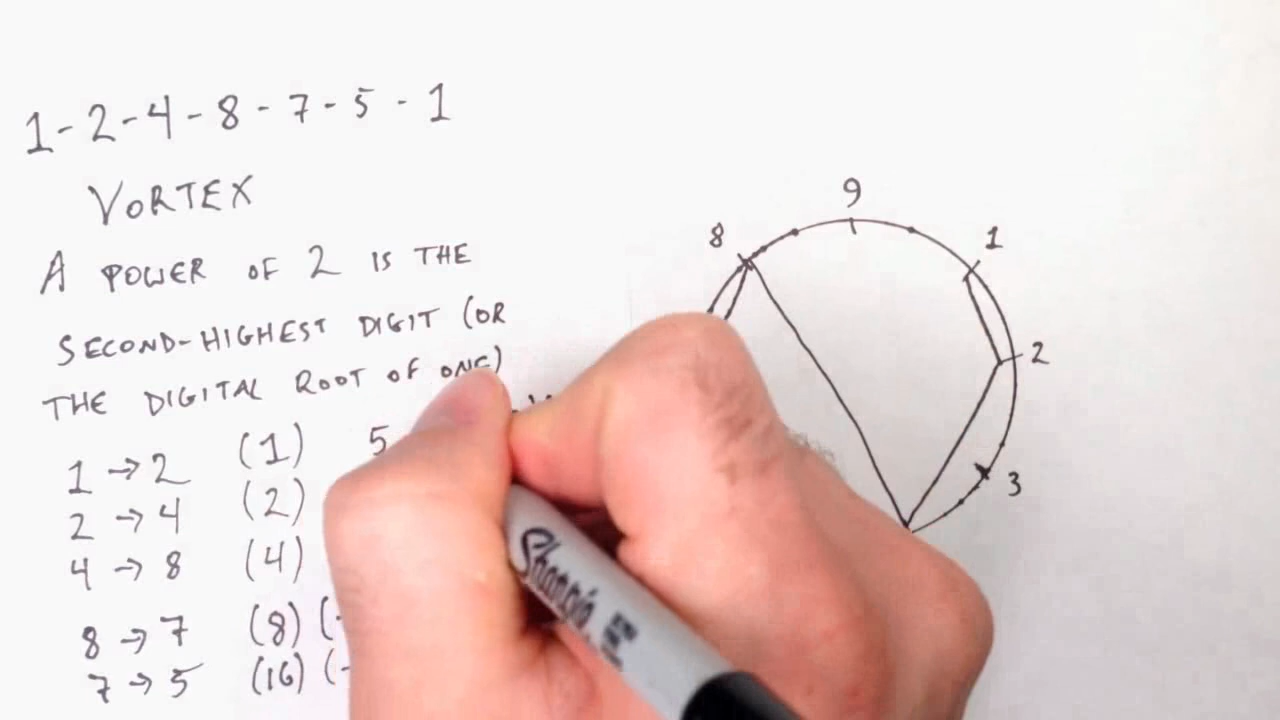 1-2-4-8-7-5-1
VORTEX
A POWER OF 2 IS THE
SECOND-HIGHEST DIGIT (OR
THE DIGITAL ROOT OF ONE)
1→2 (1) 5
2→4 (2)
4→8 (4)
8→7 (8) (-
7→5 (16) (-
9
8
1
2
3
Sharpie